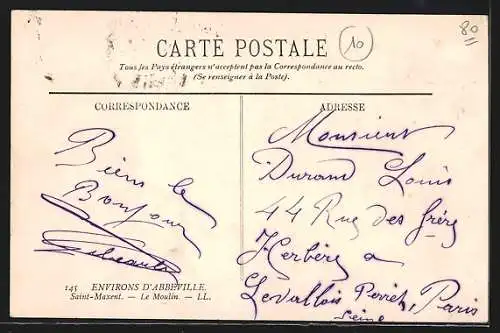 10
80
CARTE POSTALE
Tous les Pays étrangers n'acceptent pas la Correspondance au recto.
(Se renseigner à la Poste).
CORRESPONDANCE
Bien le
Bonjour
145 ENVIRONS D'ABBEVILLE.
Saint-Maxent. — Le Moulin. — LL.
ADRESSE
Monsieur
Durand Louis
44 Rue des frères
Herbert a
Levallois Perret, Paris
Seine